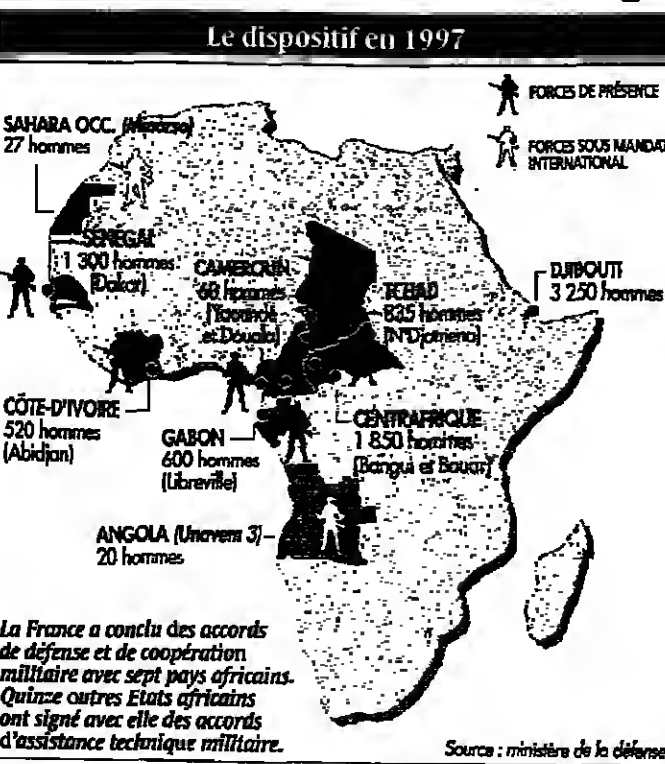 Le dispositif en 1997
FORCES DE PRÉSENCE
FORCES SOUS MANDAT
INTERNATIONAL
SAHARA OCC. (Minurso)
27 hommes
SÉNÉGAL
1 300 hommes
(Dakar)
CAMEROUN
60 hommes
(Yaoundé
et Douala)
TCHAD
835 hommes
(N'Djamena)
DJIBOUTI
3 250 hommes
CÔTE-D'IVOIRE
520 hommes
(Abidjan)
GABON
600 hommes
(Libreville)
CENTRAFRIQUE
1 850 hommes
(Bangui et Bouar)
ANGOLA (Unavem 3)
20 hommes
La France a conclu des accords
de défense et de coopération
militaire avec sept pays africains.
Quinze autres Etats africains
ont signé avec elle des accords
d'assistance technique militaire.
Source : ministère de la défense